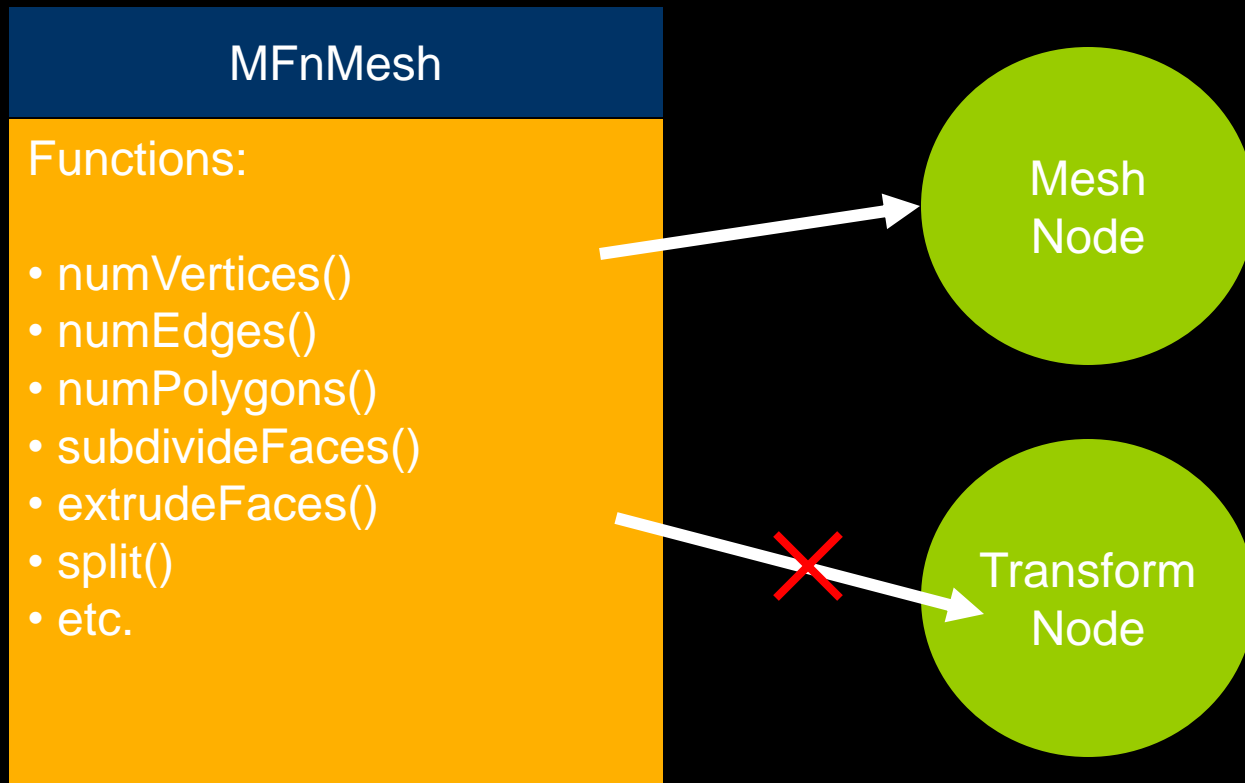 MFnMesh
Functions:
• numVertices()
• numEdges()
• numPolygons()
• subdivideFaces()
• extrudeFaces()
• split()
• etc.
Mesh
Node
Transform
Node